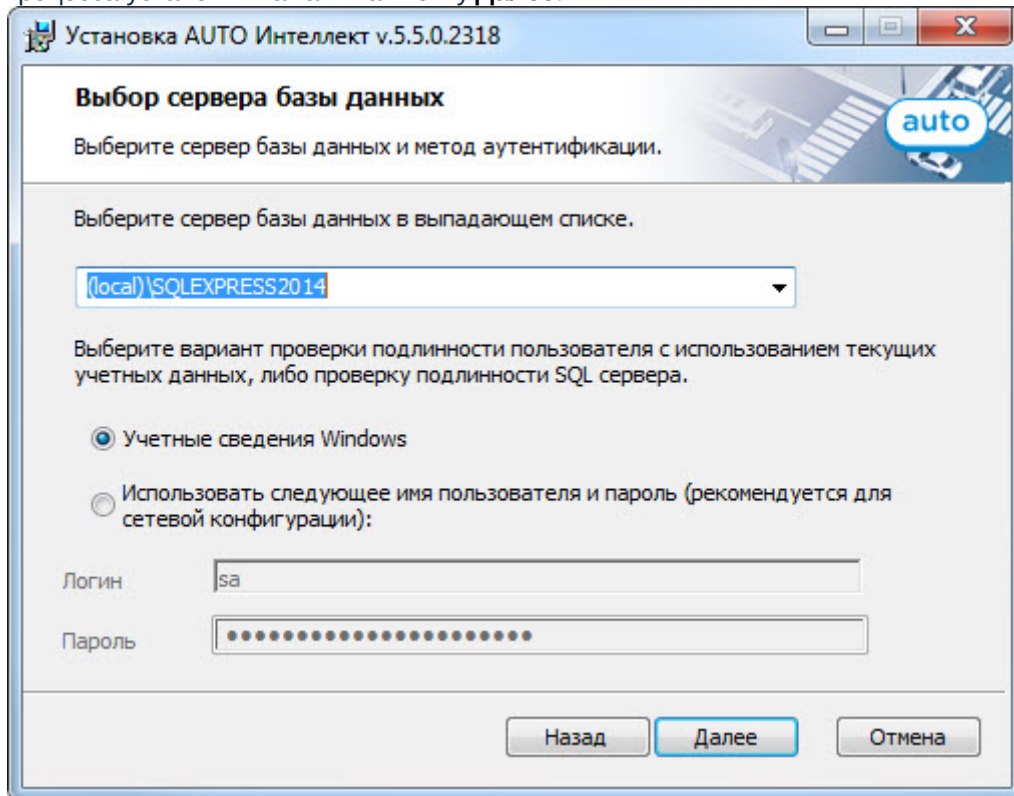 Установка AUTO Интеллект v.5.5.0.2318
Выбор сервера базы данных
auto
Выберите сервер базы данных и метод аутентификации.
Выберите сервер базы данных в выпадающем списке.
(local)\SQLEXPRESS2014
Выберите вариант проверки подлинности пользователя с использованием текущих
учетных данных, либо проверку подлинности SQL сервера.
Учетные сведения Windows
Использовать следующее имя пользователя и пароль (рекомендуется для
сетевой конфигурации):
Логин sa
Пароль ●●●●●●●●●●●●●●●●●●●●●●
Назад Далее Отмена